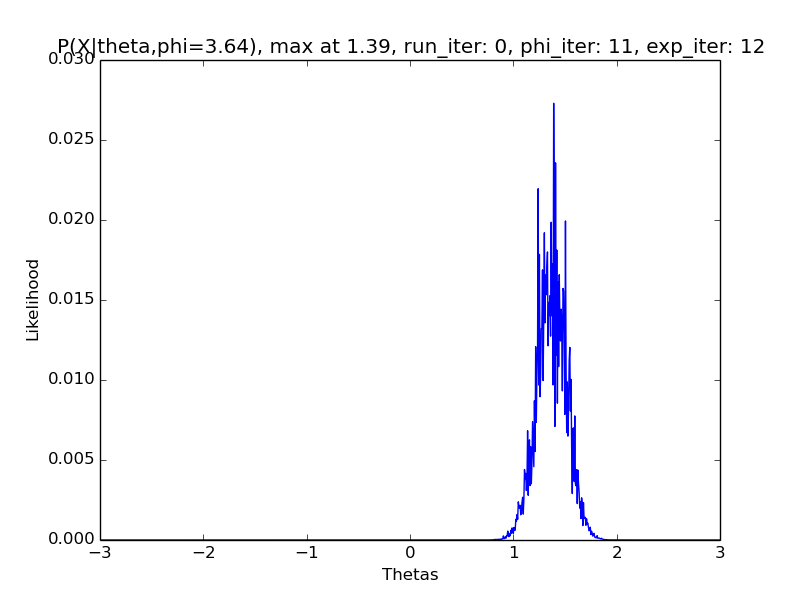 P(X|theta,phi=3.64), max at 1.39, run_iter: 0, phi_iter: 11, exp_iter: 12
0.030
0.025
0.020
0.015
0.010
0.005
0.000
Likelihood
−3 −2 −1 0 1 2 3
Thetas